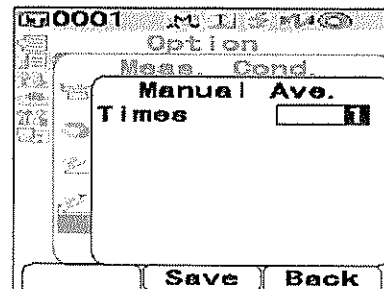 0001
Option
Meas. Cond.
Manual Ave.
Times 1
Save Back